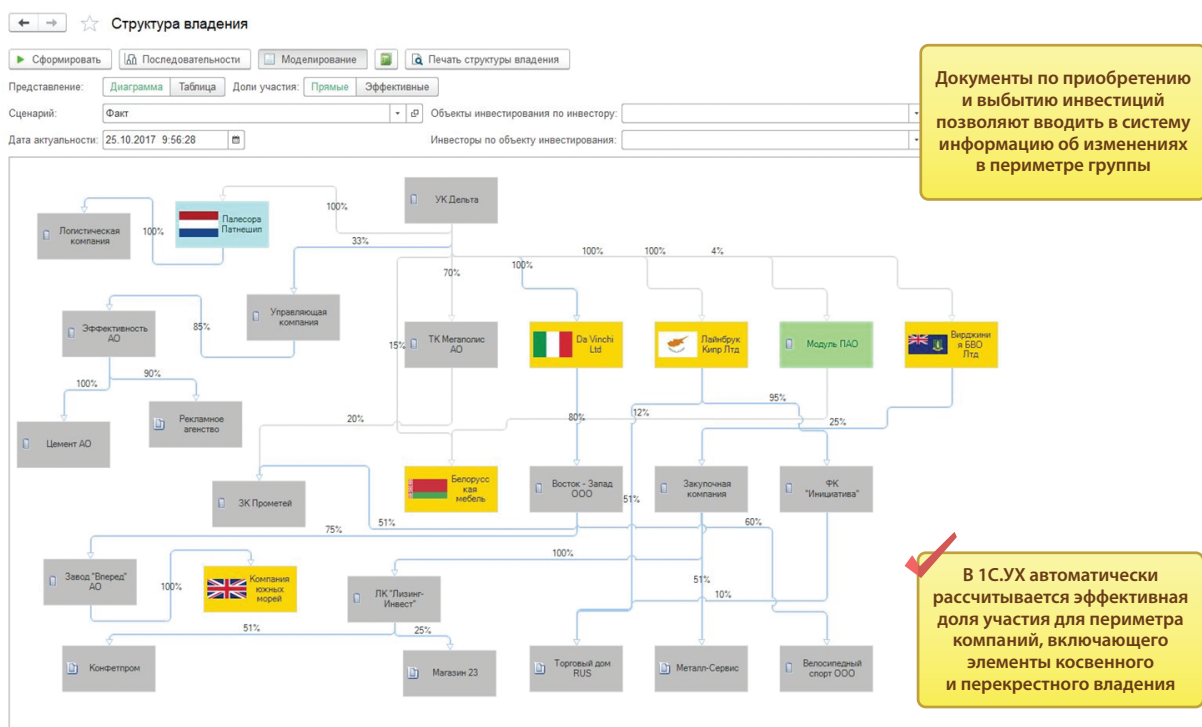 Структура владения
Сформировать
Последовательности
Моделирование
Печать структуры владения
Представление:
Диаграмма
Таблица
Доли участия:
Прямые
Эффективные
Сценарий:
Факт
Объекты инвестирования по инвестору:
Дата актуальности:
25.10.2017 9:56:28
Инвесторы по объекту инвестирования:
Документы по приобретению
и выбытию инвестиций
позволяют вводить в систему
информацию об изменениях
в периметре группы
УК Дельта
Палесора
Патнешип
Логистическая
компания
100%
100%
33%
100%
100%
4%
70%
100%
Управляющая
компания
Эффективность
АО
85%
15%
ТК Мегаполис
АО
Da Vinchi
Ltd
Лайнбрук
Кипр Лтд
Модуль ПАО
Вирджини
я БВО
Лтд
90%
100%
95%
Рекламное
агенство
20%
80%
12%
25%
Цемент АО
ЗК Прометей
Белорусс
кая
мебель
Восток - Запад
ООО
Закупочная
компания
ФК
"Инициатива"
51%
51%
60%
75%
100%
Завод "Вперед"
АО
100%
Компания
южных
морей
ЛК "Лизинг-
Инвест"
51%
10%
51%
25%
Конфетпром
Магазин 23
Торговый дом
RUS
Металл-Сервис
Велосипедный
спорт ООО
В 1С.УХ автоматически
рассчитывается эффективная
доля участия для периметра
компаний, включающего
элементы косвенного
и перекрестного владения